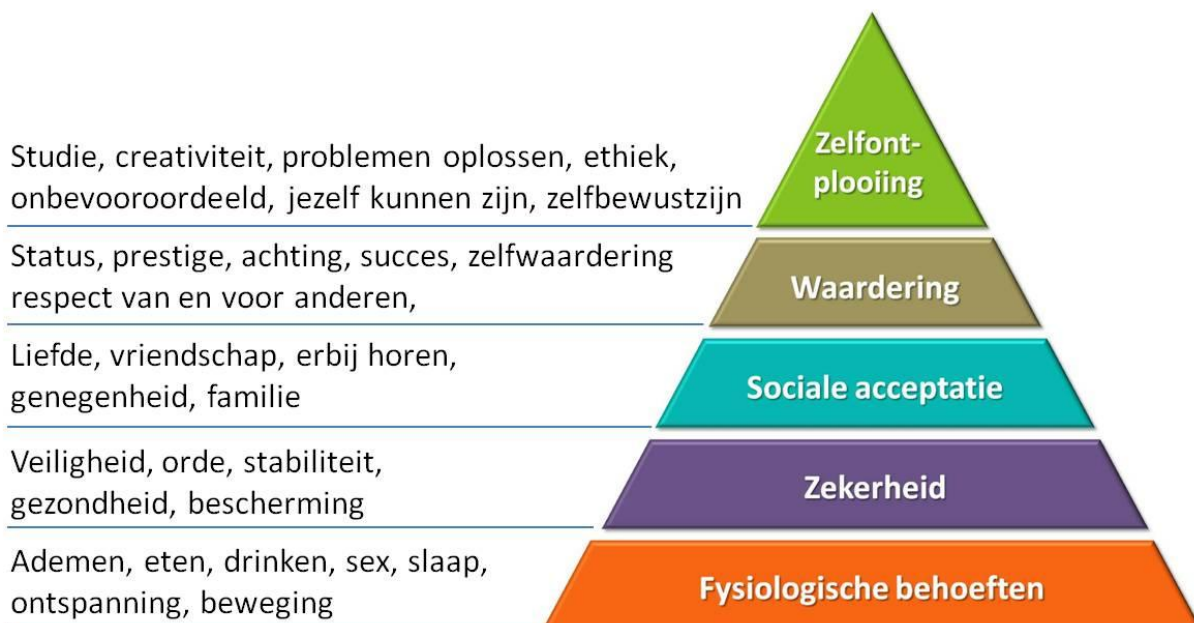 Studie, creativiteit, problemen oplossen, ethiek,
onbevooroordeeld, jezelf kunnen zijn, zelfbewustzijn
Zelfont-
plooiing
Status, prestige, achting, succes, zelfwaardering
respect van en voor anderen,
Waardering
Liefde, vriendschap, erbij horen,
genegenheid, familie
Sociale acceptatie
Veiligheid, orde, stabiliteit,
gezondheid, bescherming
Zekerheid
Ademen, eten, drinken, sex, slaap,
ontspanning, beweging
Fysiologische behoeften